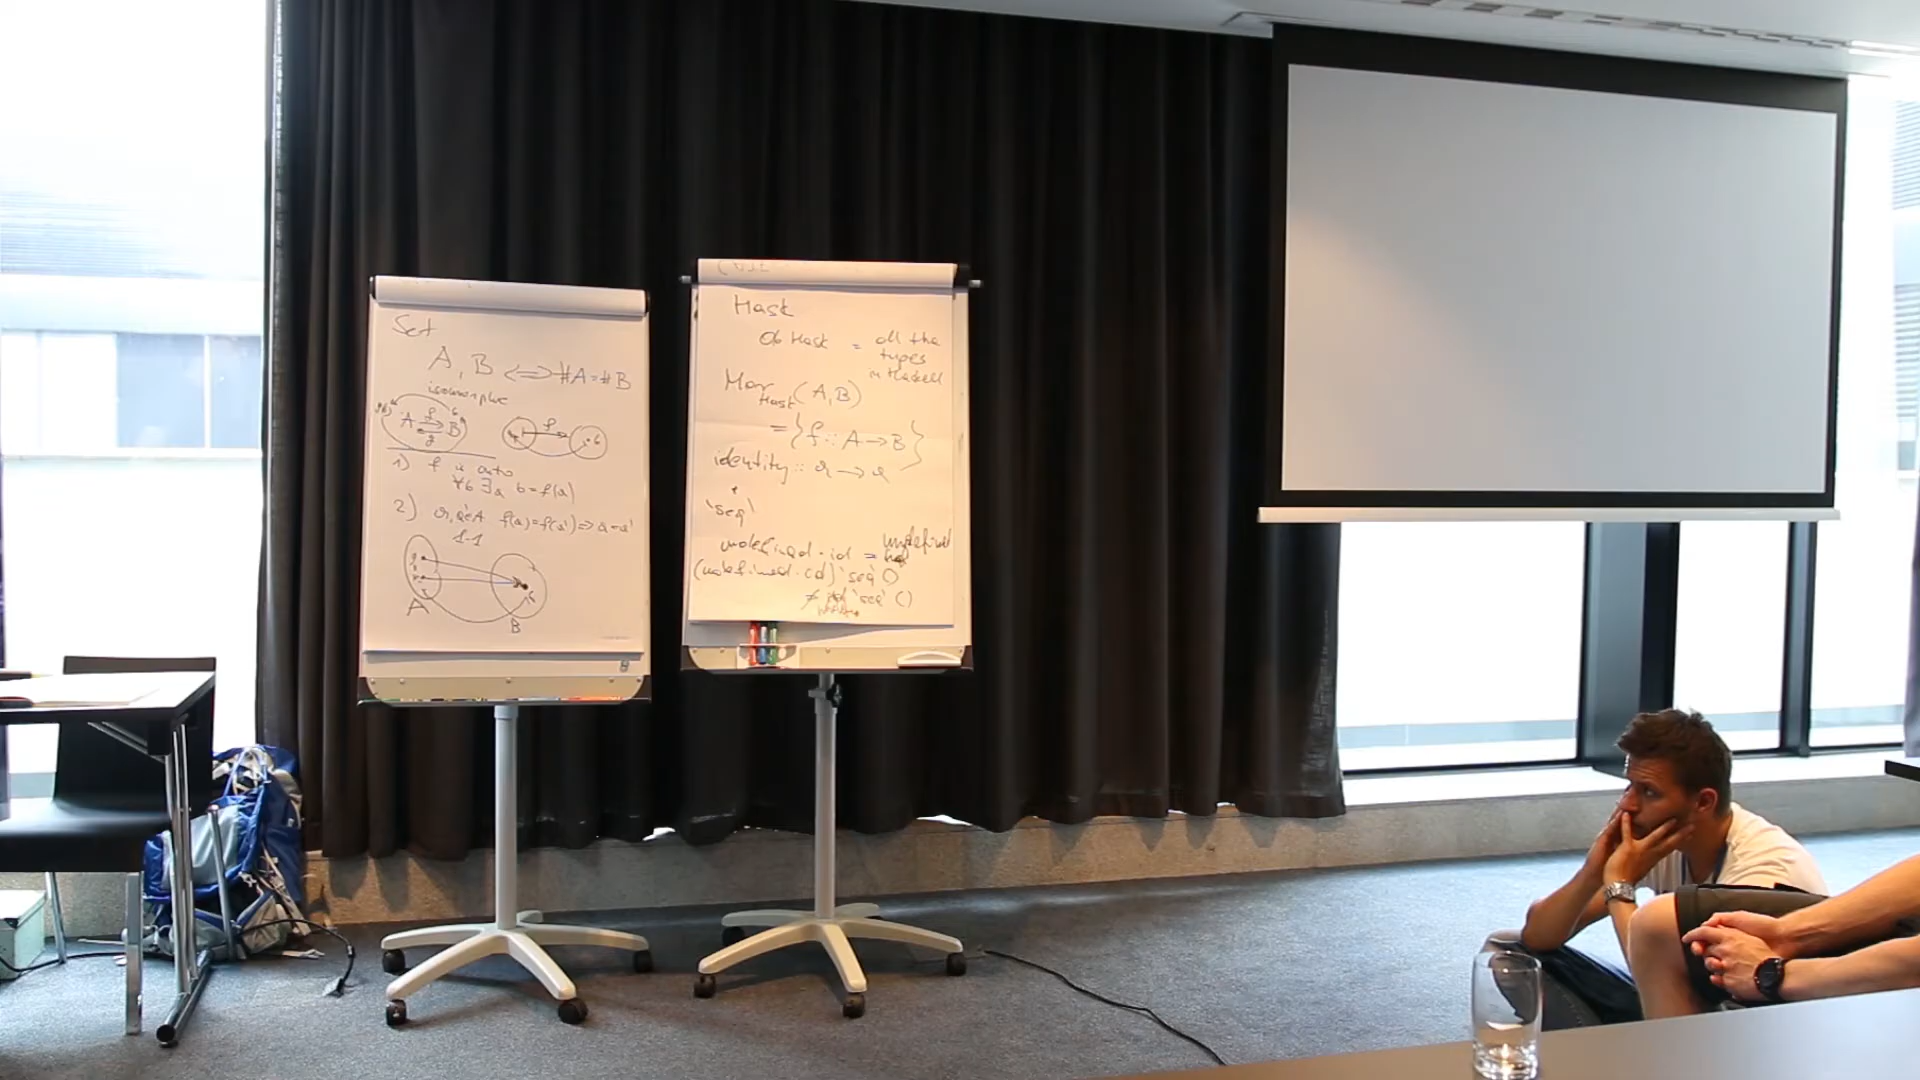 Set
A, B <=> #A = #B
isomorphic
A f B
g
f
b
1) f is onto
∀b ∃a b = f(a)
2) a, a'∈A f(a) = f(a') => a = a'
1-1
A
B
Hask
Ob Hask = all the
types
in Haskell
Mor Hask (A, B)
= { f :: A → B }
identity :: a → a
`seq`
undefined . id = undefined
(undefined . id) `seq` ()
≠ `seq` ()